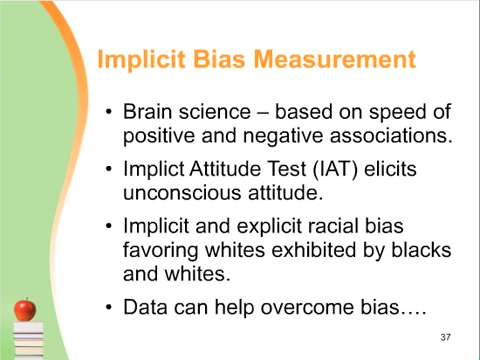 Implicit Bias Measurement
• Brain science – based on speed of
positive and negative associations.
• Implict Attitude Test (IAT) elicits
unconscious attitude.
• Implicit and explicit racial bias
favoring whites exhibited by blacks
and whites.
• Data can help overcome bias….
37